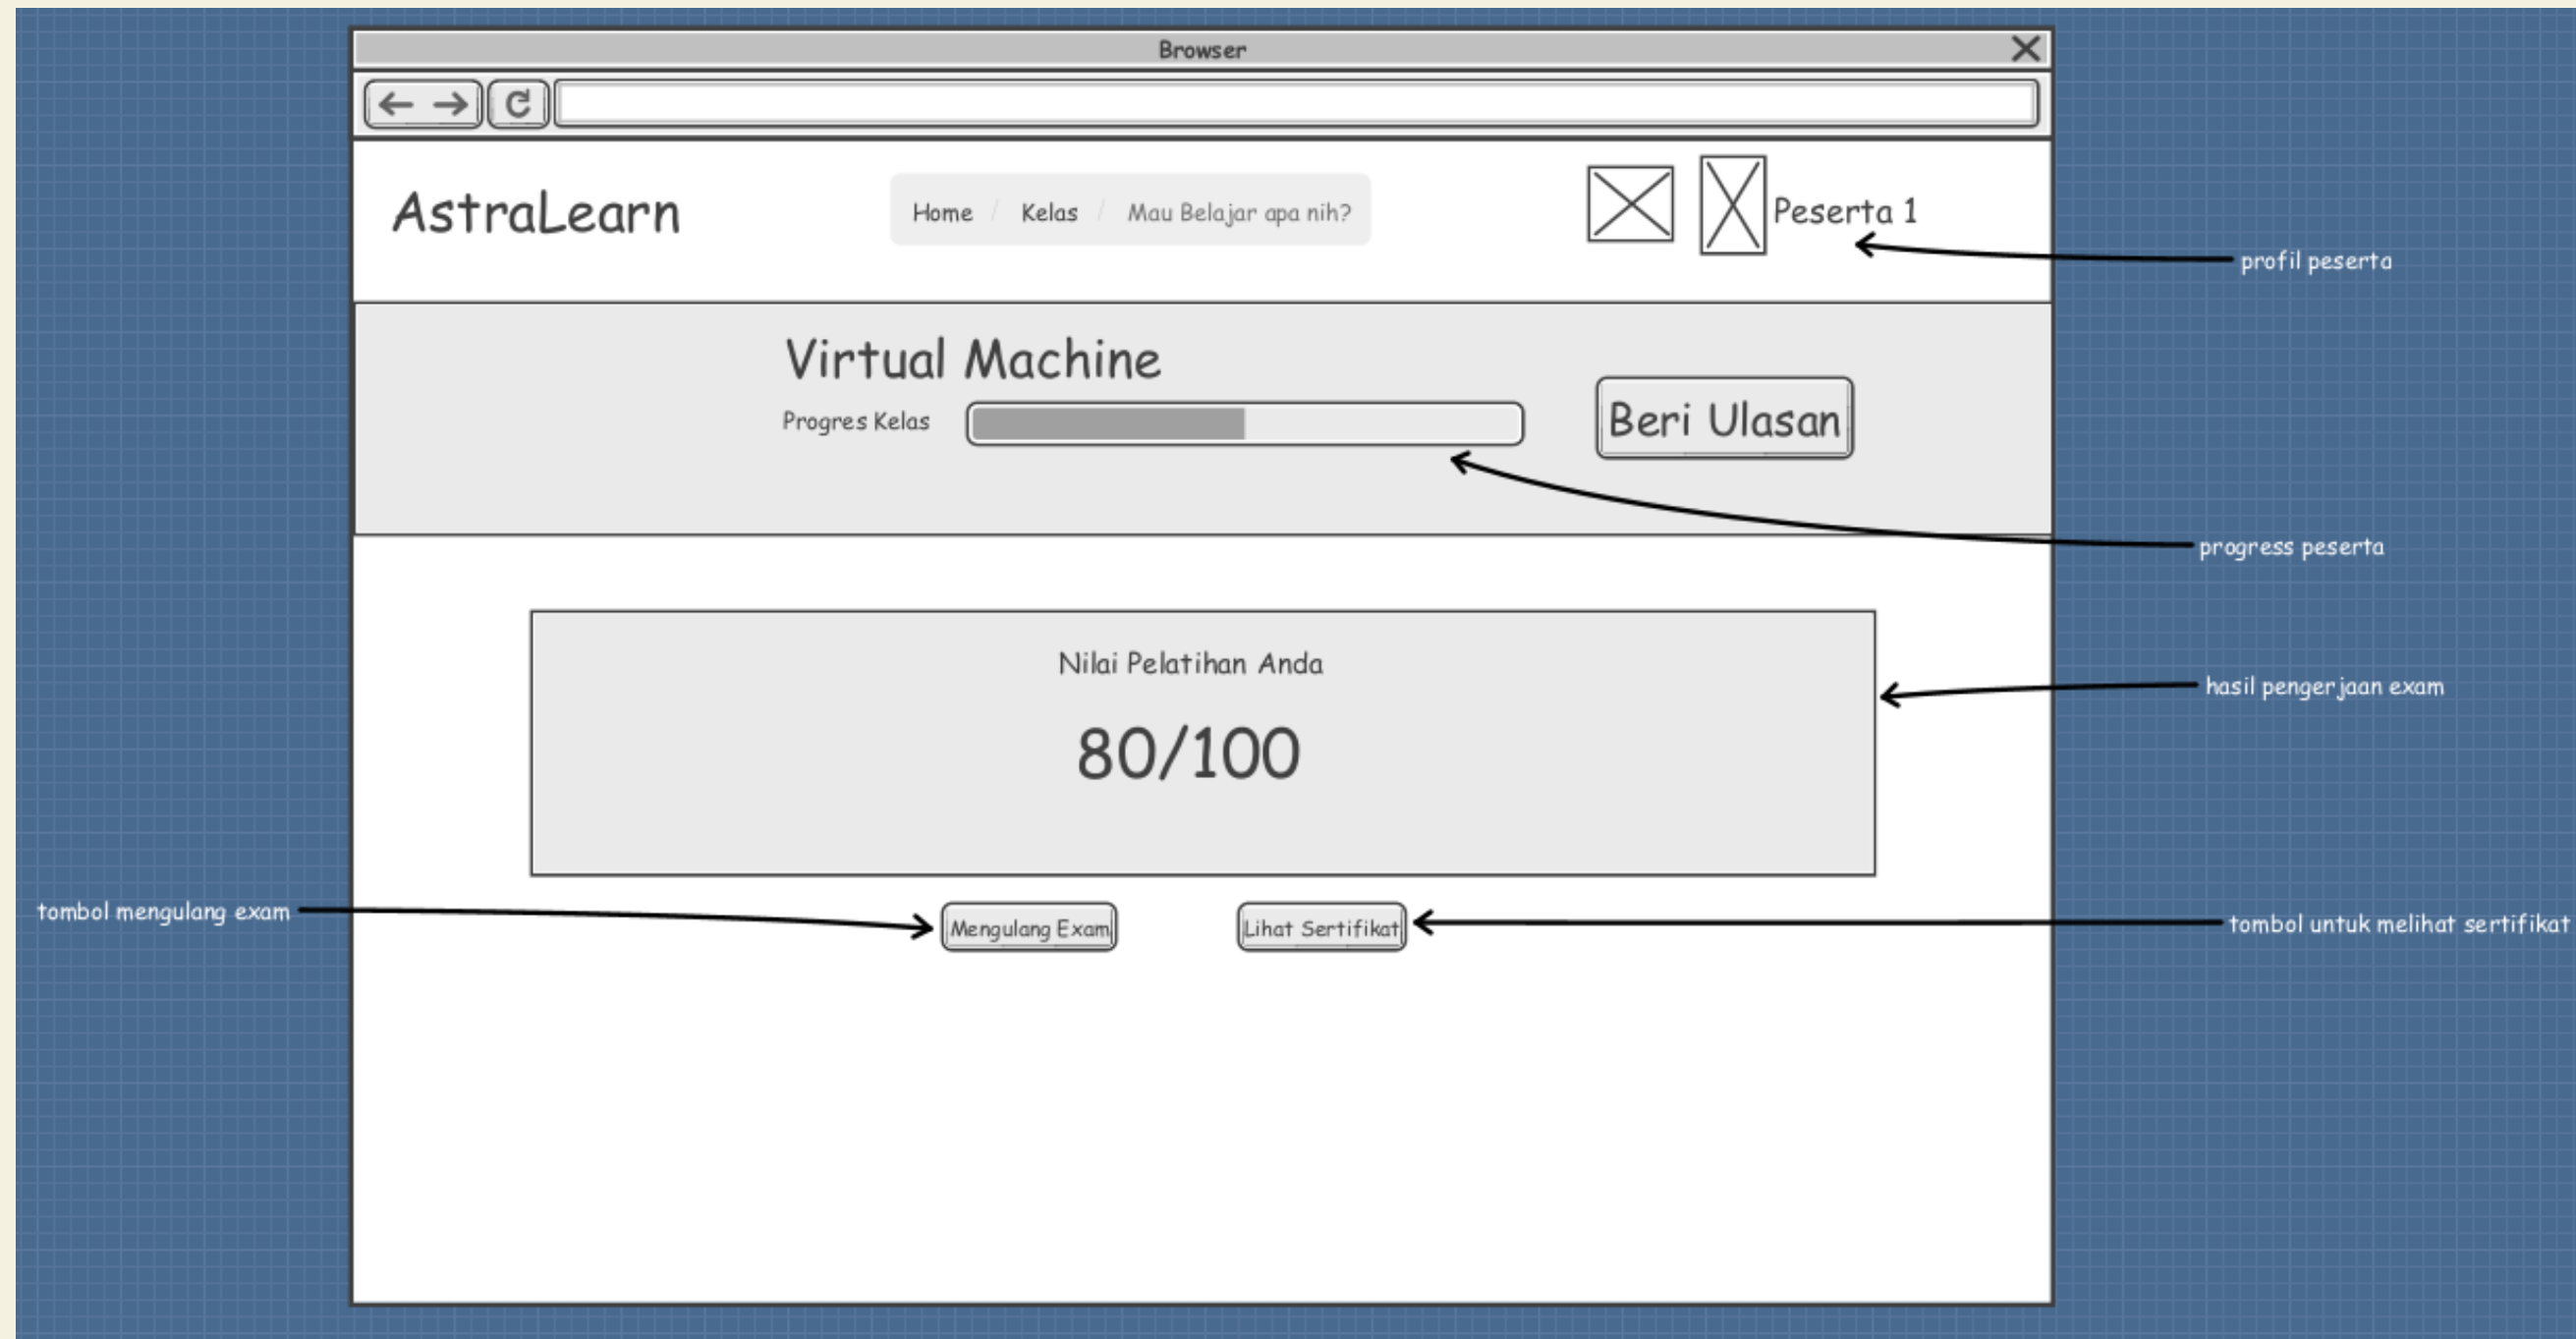 Browser
AstraLearn
Home / Kelas / Mau Belajar apa nih?
Peserta 1
profil peserta
Virtual Machine
Progres Kelas
Beri Ulasan
progress peserta
Nilai Pelatihan Anda
80/100
hasil pengerjaan exam
tombol mengulang exam
Mengulang Exam
Lihat Sertifikat
tombol untuk melihat sertifikat